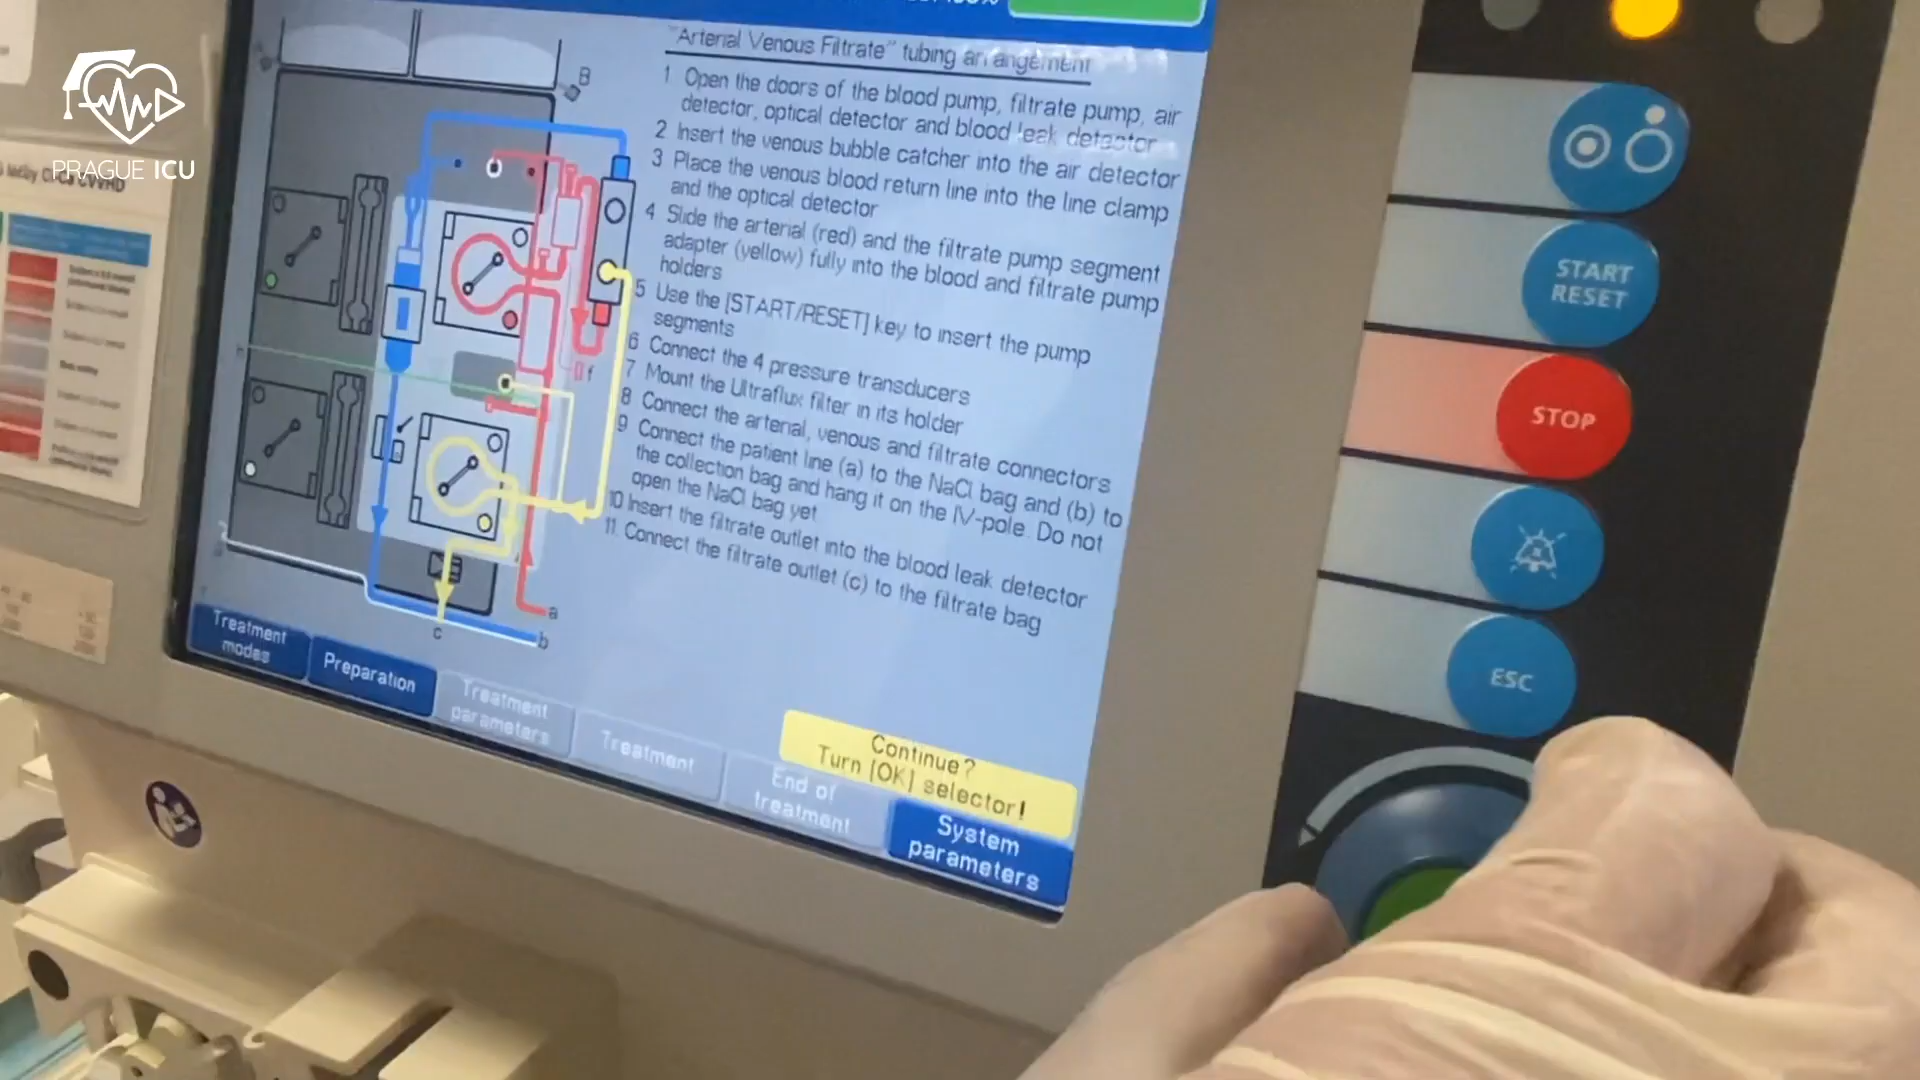 PRAGUE ICU
"Arterial Venous Filtrate" tubing arrangement
1 Open the doors of the blood pump, filtrate pump, air
detector, optical detector and blood leak detector
2 Insert the venous bubble catcher into the air detector
3 Place the venous blood return line into the line clamp
and the optical detector
4 Slide the arterial (red) and the filtrate pump segment
adapter (yellow) fully into the blood and filtrate pump
holders
5 Use the [START/RESET] key to insert the pump
segments
6 Connect the 4 pressure transducers
7 Mount the Ultraflux filter in its holder
8 Connect the arterial, venous and filtrate connectors
9 Connect the patient line (a) to the NaCl bag and (b) to
the collection bag and hang it on the IV-pole. Do not
open the NaCl bag yet
10 Insert the filtrate outlet into the blood leak detector
11. Connect the filtrate outlet (c) to the filtrate bag
B
f
a
b
c
Treatment
modes
Preparation
Treatment
parameters
Treatment
End of
treatment
Continue?
Turn [OK] selector!
System
parameters
START
RESET
STOP
ESC